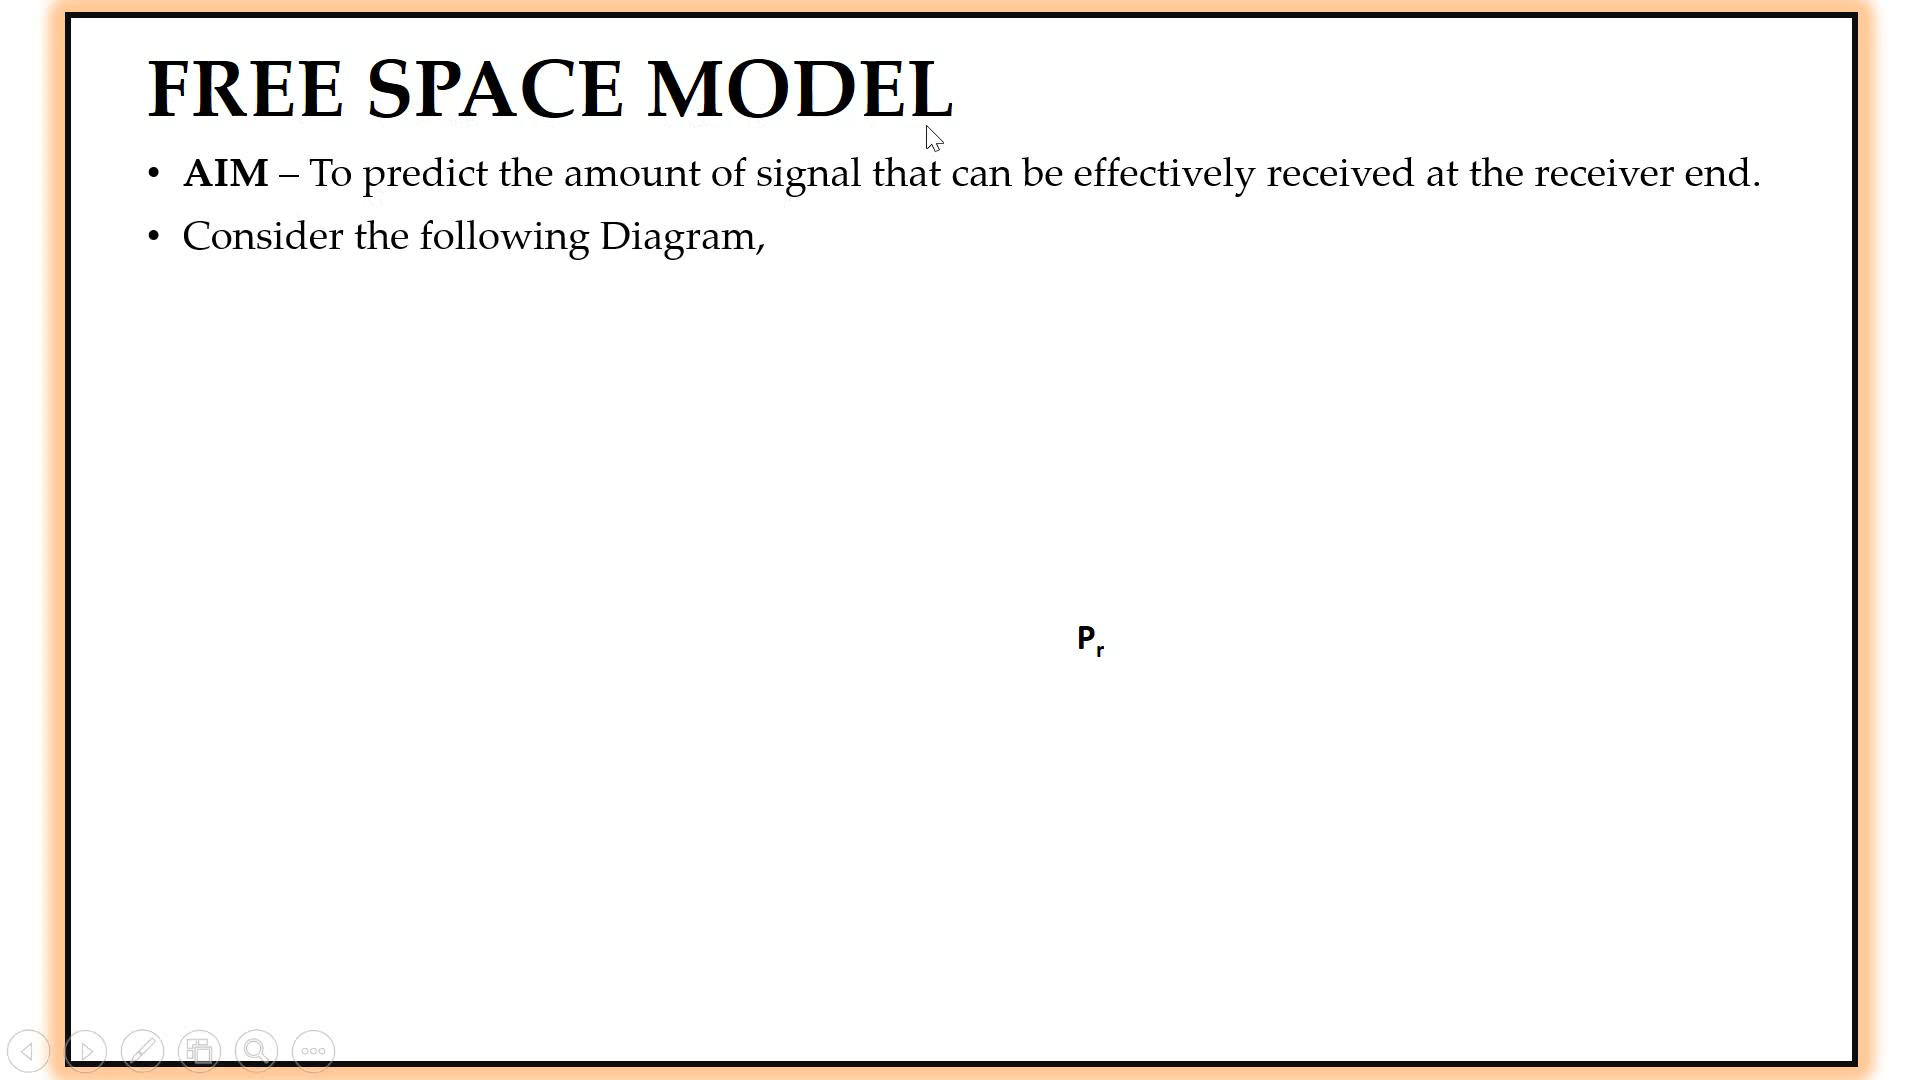 FREE SPACE MODEL
• AIM – To predict the amount of signal that can be effectively received at the receiver end.
• Consider the following Diagram,
Pr